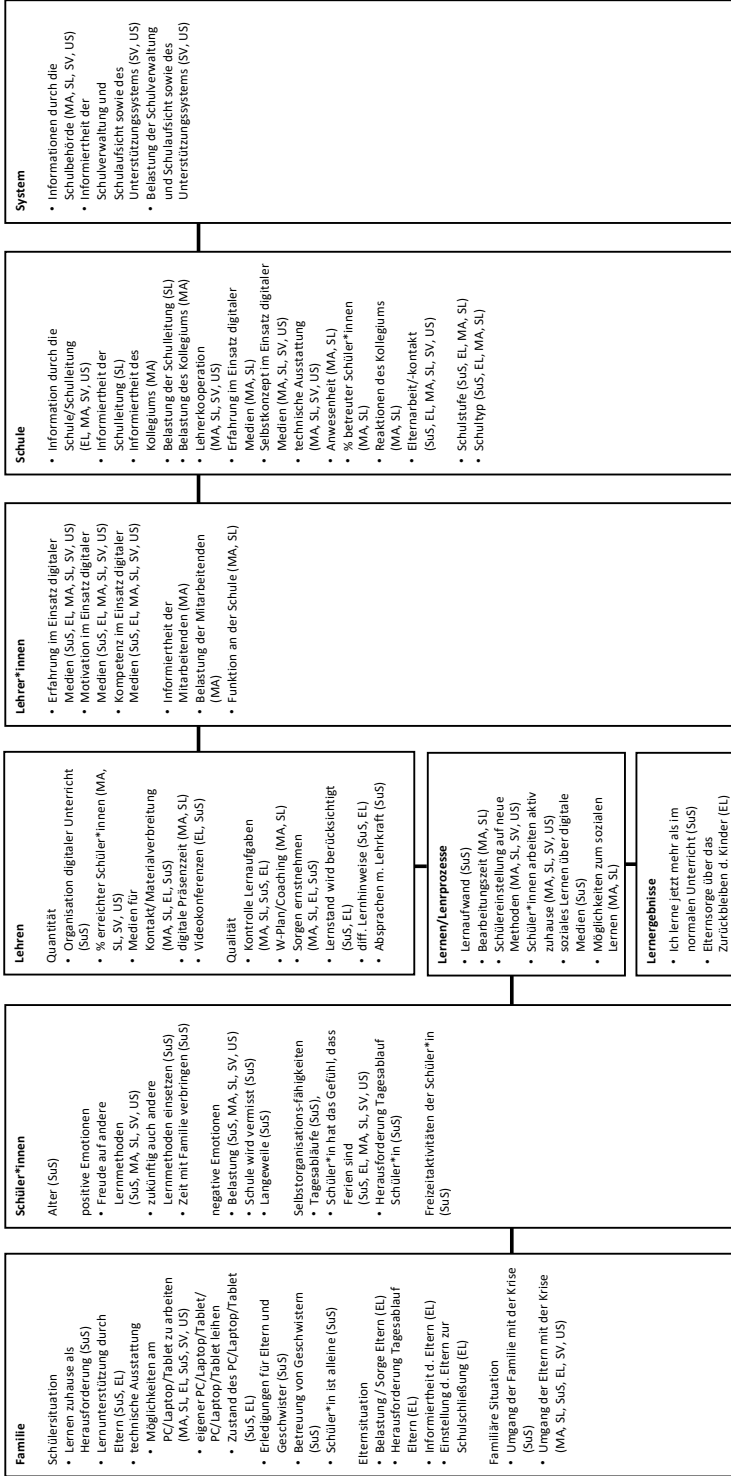 Familie
Schülersituation
• Lernen zuhause als
Herausforderung (SuS)
• Lernunterstützung durch
Eltern (SuS, EL)
• technische Ausstattung
• Möglichkeiten am
PC/Laptop/Tablet zu arbeiten
(MA, SL, EL, SuS, SV, US)
• eigener PC/Laptop/Tablet/
PC/Laptop/Tablet leihen
• Zustand des PC/Laptop/Tablet
(SuS, EL)
• Erledigungen für Eltern und
Geschwister (SuS)
• Betreuung von Geschwistern
(SuS)
• Schüler*in ist alleine (SuS)
Elternsituation
• Belastung / Sorge Eltern (EL)
• Herausforderung Tagesablauf
Eltern (EL)
• Informiertheit d. Eltern (EL)
• Einstellung d. Eltern zur
Schulschließung (EL)
Familiäre Situation
• Umgang der Familie mit der Krise
(SuS)
• Umgang der Eltern mit der Krise
(MA, SL, SuS, EL, SV, US)
Schüler*innen
Alter (SuS)
positive Emotionen
• Freude auf andere
Lernmethoden
(SuS, MA, SL, SV, US)
• zukünftig auch andere
Lernmethoden einsetzen (SuS)
• Zeit mit Familie verbringen (SuS)
negative Emotionen
• Belastung (SuS, MA, SL, SV, US)
• Schule wird vermisst (SuS)
• Langeweile (SuS)
Selbstorganisations-fähigkeiten
• Tagesabläufe (SuS),
• Schüler*in hat das Gefühl, dass
Ferien sind
(SuS, EL, MA, SL, SV, US)
• Herausforderung Tagesablauf
Schüler*in (SuS)
Freizeitaktivitäten der Schüler*in
(SuS)
Lehren
Quantität
• Organisation digitaler Unterricht
(SuS)
• % erreichter Schüler*innen (MA,
SL, SV, US)
• Medien für
Kontakt/Materialverbreitung
(MA, SL, EL, SuS)
• digitale Präsenzzeit (MA, SL)
• Videokonferenzen (EL, SuS)
Qualität
• Kontrolle Lernaufgaben
(MA, SL, SuS, EL)
• W-Plan/Coaching (MA, SL)
• Sorgen ernstnehmen
(MA, SL, EL, SuS)
• Lernstand wird berücksichtigt
(SuS, EL)
• diff. Lernhinweise (SuS, EL)
• Absprachen m. Lehrkraft (SuS)
Lernen/Lenrprozesse
• Lernaufwand (SuS)
• Bearbeitungszeit (MA, SL)
• Schülereinstellung auf neue
Methoden (MA, SL, SV, US)
• Schüler*innen arbeiten aktiv
zuhause (MA, SL, SV, US)
• soziales Lernen über digitale
Medien (SuS)
• Möglichkeiten zum sozialen
Lernen (MA, SL)
Lernergebnisse
• Ich lerne jetzt mehr als im
normalen Unterricht (SuS)
• Elternsorge über das
Zurückbleiben d. Kinder (EL)
Lehrer*innen
• Erfahrung im Einsatz digitaler
Medien (SuS, EL, MA, SL, SV, US)
• Motivation im Einsatz digitaler
Medien (SuS, EL, MA, SL, SV, US)
• Kompetenz im Einsatz digitaler
Medien (SuS, EL, MA, SL, SV, US)
• Informiertheit der
Mitarbeitenden (MA)
• Belastung der Mitarbeitenden
(MA)
• Funktion an der Schule (MA, SL)
Schule
• Information durch die
Schule/Schulleitung
(EL, MA, SV, US)
• Informiertheit der
Schulleitung (SL)
• Informiertheit des
Kollegiums (MA)
• Belastung der Schulleitung (SL)
• Belastung des Kollegiums (MA)
• Lehrerkooperation
(MA, SL, SV, US)
• Erfahrung im Einsatz digitaler
Medien (MA, SL)
• Selbstkonzept im Einsatz digitaler
Medien (MA, SL, SV, US)
• technische Ausstattung
(MA, SL, SV, US)
• Anwesenheit (MA, SL)
• % betreuter Schüler*innen
(MA, SL)
• Reaktionen des Kollegiums
(MA, SL)
• Elternarbeit/-kontakt
(SuS, EL, MA, SL, SV, US)
• Schulstufe (SuS, EL, MA, SL)
• Schultyp (SuS, EL, MA, SL)
System
• Informationen durch die
Schulbehörde (MA, SL, SV, US)
• Informiertheit der
Schulverwaltung und
Schulaufsicht sowie des
Unterstützungssystems (SV, US)
• Belastung der Schulverwaltung
und Schulaufsicht sowie des
Unterstützungssystems (SV, US)